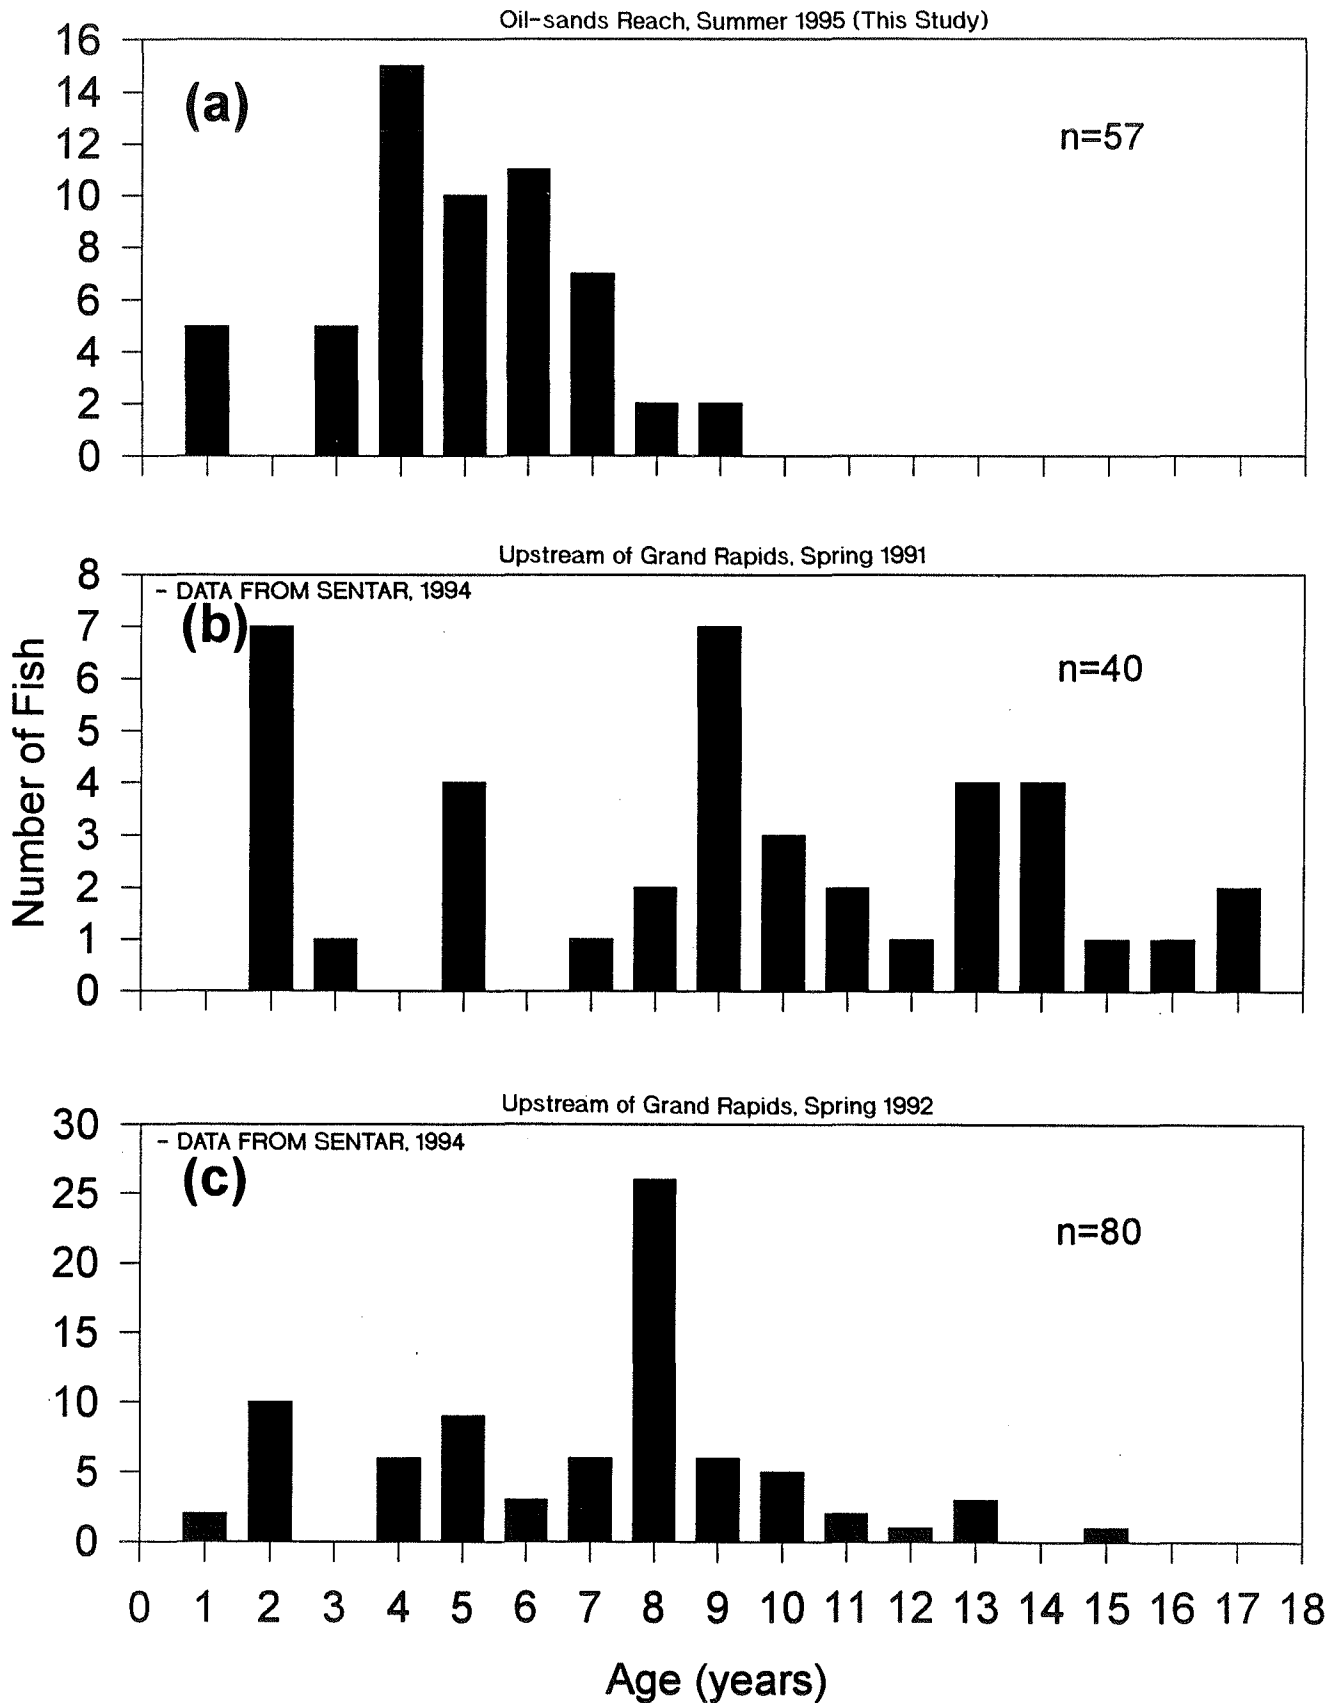 Oil-sands Reach, Summer 1995 (This Study)
16
(a)
14
n=57
12
10
8
6
4
2
0
Upstream of Grand Rapids, Spring 1991
8
- DATA FROM SENTAR, 1994
(b)
7
n=40
6
5
4
3
2
1
0
Number of Fish
Upstream of Grand Rapids, Spring 1992
30
- DATA FROM SENTAR, 1994
(c)
25
n=80
20
15
10
5
0
0 1 2 3 4 5 6 7 8 9 10 11 12 13 14 15 16 17 18
Age (years)